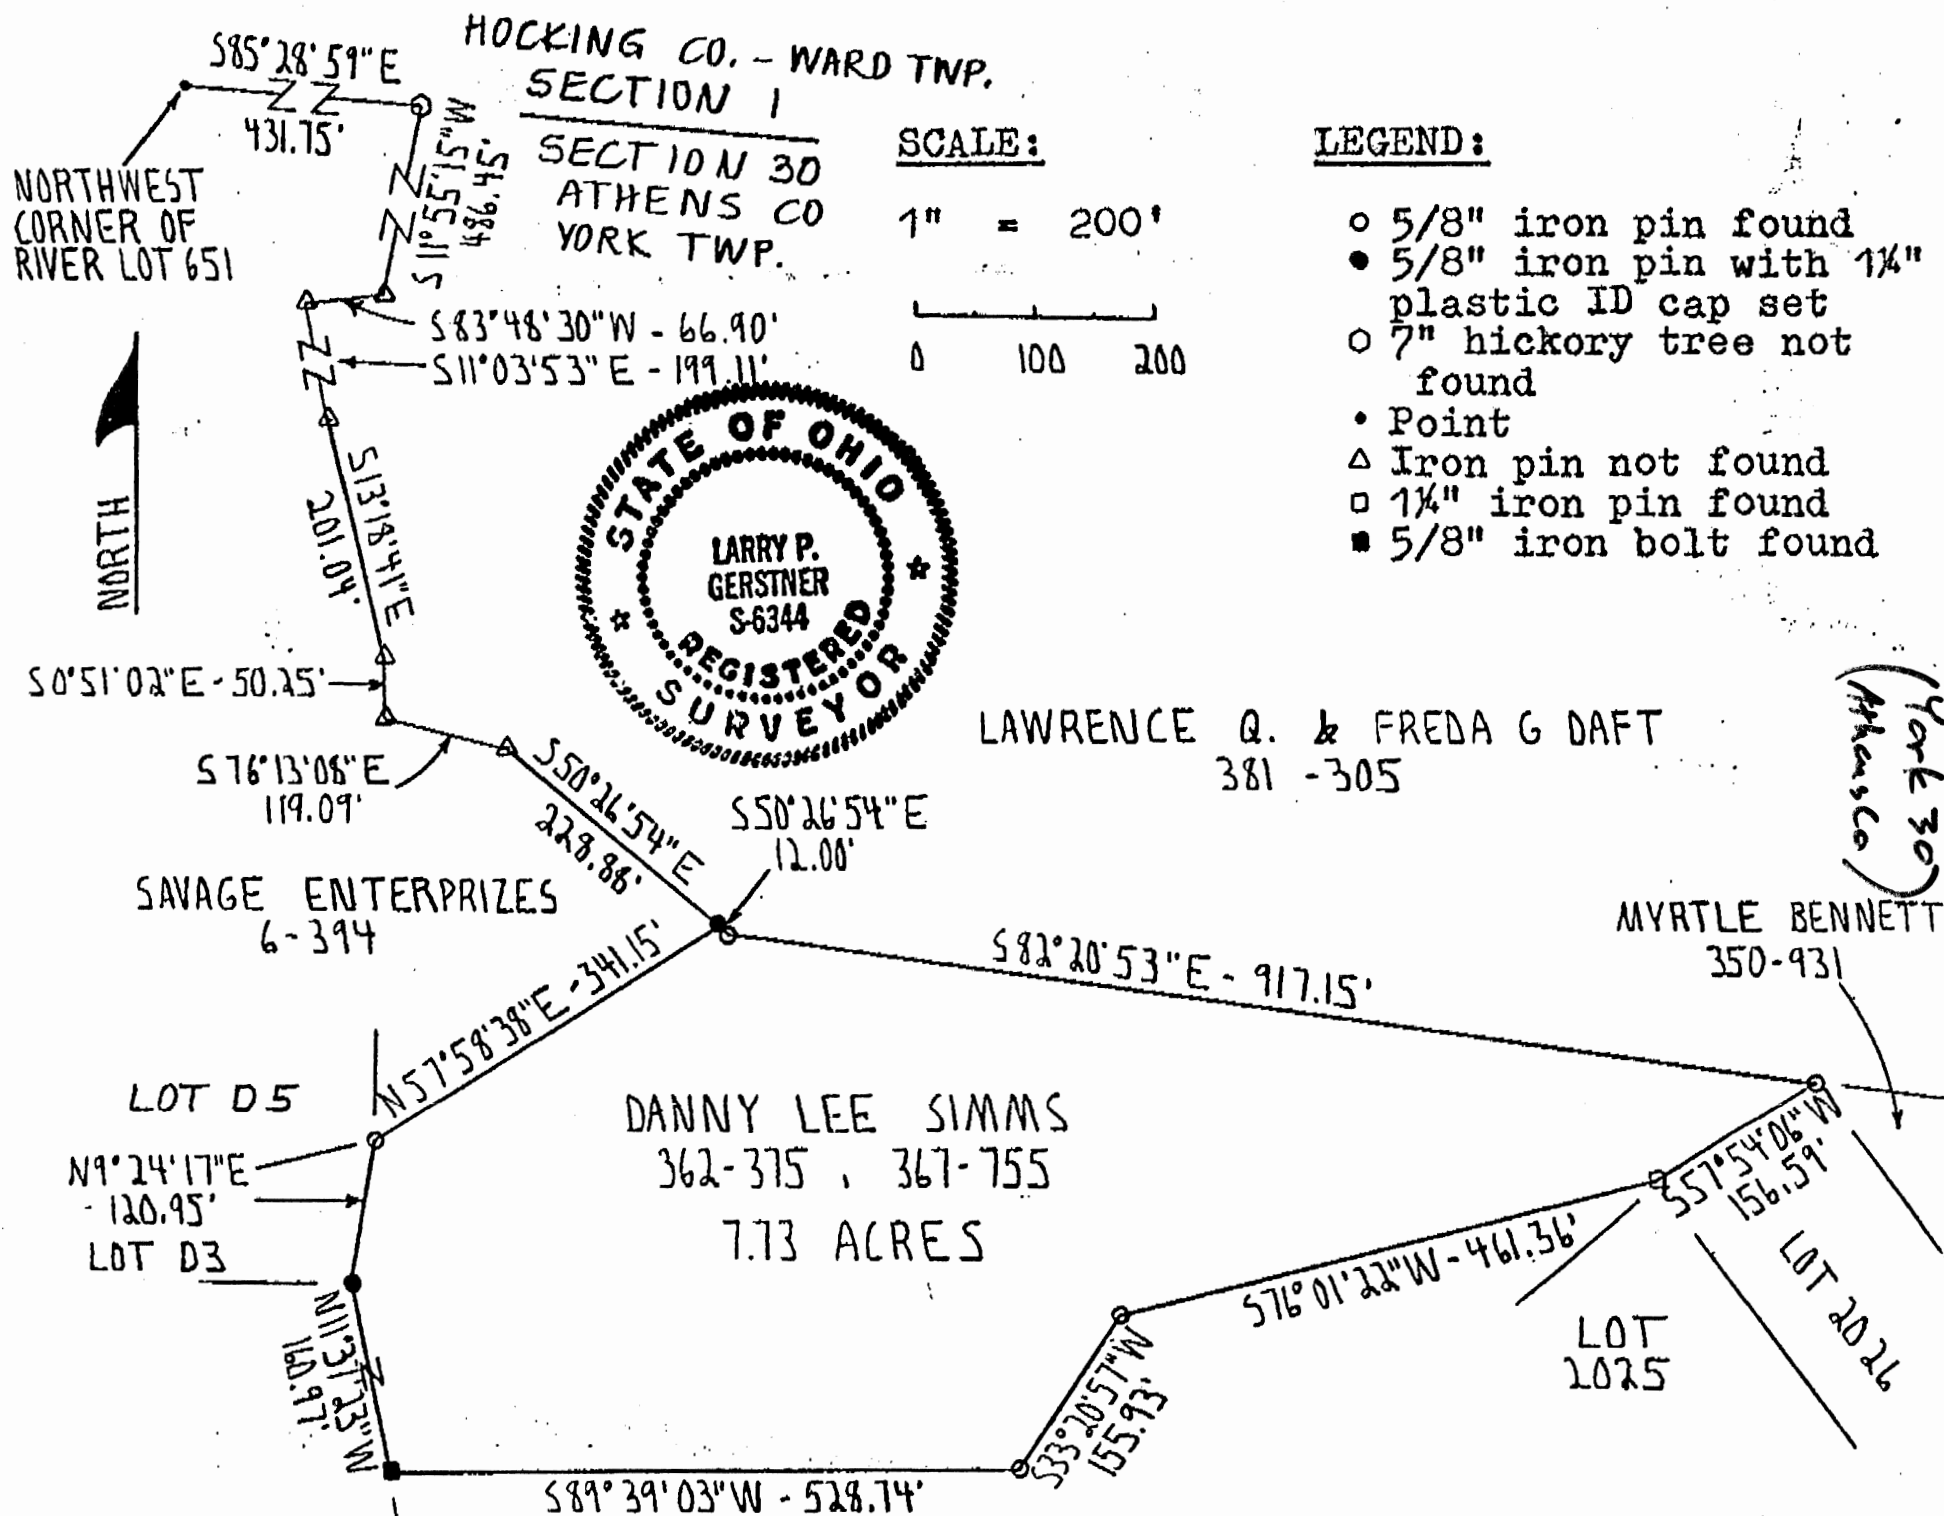 HOCKING CO. - WARD TWP.
SECTION 1
SECTION 30
ATHENS CO
YORK TWP.
S85°28'59"E
431.75'
NORTHWEST
CORNER OF
RIVER LOT 651
S11°55'15"W
486.45'
S83°48'30"W - 66.90'
S11°03'53"E - 199.11'
NORTH
S13°18'41"E
201.04'
S0°51'02"E - 50.25'
S76°13'08"E
119.09'
S50°26'54"E
228.88'
S50°26'54"E
12.00'
SCALE:
1" = 200'
0 100 200
LEGEND:
○ 5/8" iron pin found
● 5/8" iron pin with 1¼"
plastic ID cap set
⬡ 7" hickory tree not
found
• Point
△ Iron pin not found
□ 1¼" iron pin found
■ 5/8" iron bolt found
STATE OF OHIO
LARRY P.
GERSTNER
S-6344
REGISTERED
SURVEYOR
LAWRENCE Q. & FREDA G DAFT
381 - 305
(York 30
Athens Co)
SAVAGE ENTERPRIZES
6-394
MYRTLE BENNETT
350-931
S82°20'53"E - 917.15'
N57°58'38"E - 341.15'
LOT D5
N9°24'17"E
- 120.95'
LOT D3
DANNY LEE SIMMS
362-375, 367-755
7.73 ACRES
S57°54'06"W
156.59'
LOT 2026
S76°01'22"W - 461.36'
LOT
2025
N11°37'23"W
160.97'
S33°20'57"W
155.93'
S89°39'03"W - 528.74'